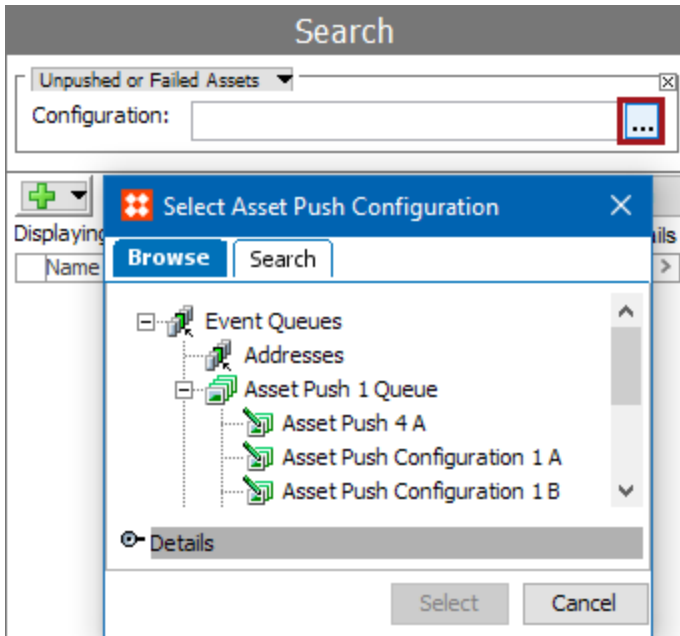 Search
Unpushed or Failed Assets
Configuration:
...
Select Asset Push Configuration
Displaying
ails
Name
Browse
Search
Event Queues
Addresses
Asset Push 1 Queue
Asset Push 4 A
Asset Push Configuration 1 A
Asset Push Configuration 1 B
Details
Select
Cancel